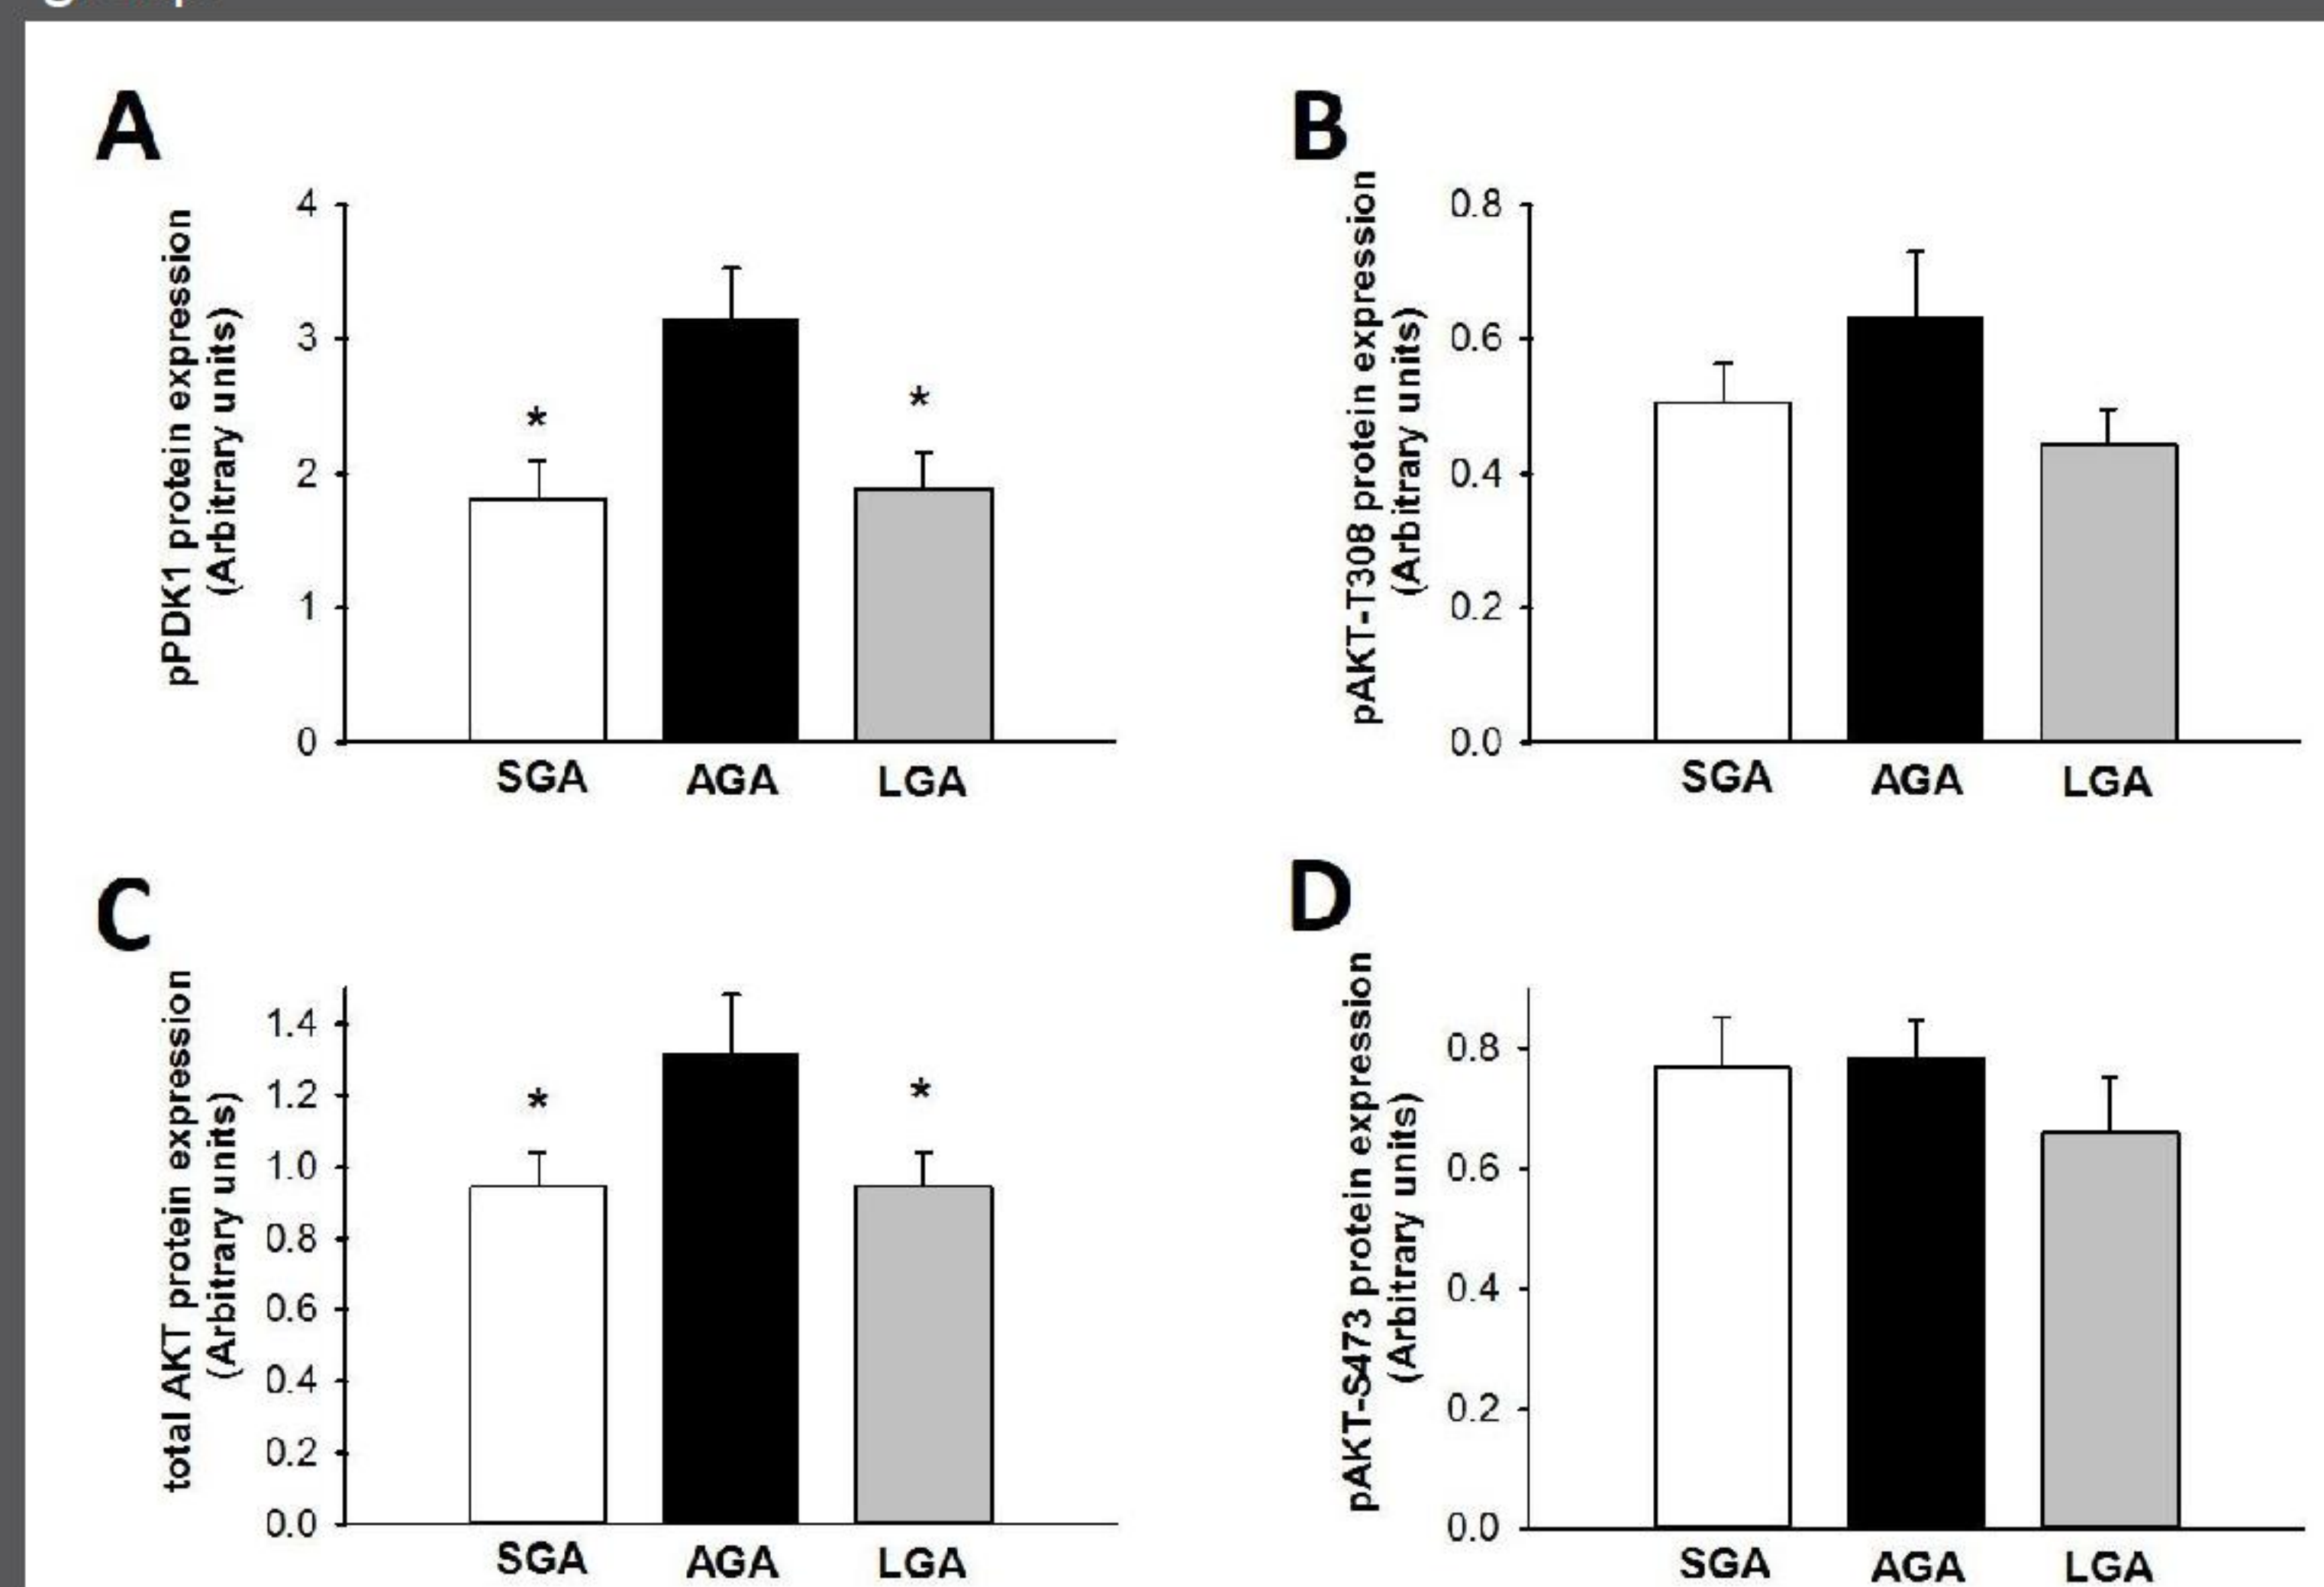 A
pPDK1 protein expression
(Arbitrary units)
4
3
2
1
0
*
*
SGA AGA LGA
B
pAKT-T308 protein expression
(Arbitrary units)
0.8
0.6
0.4
0.2
0.0
SGA AGA LGA
C
total AKT protein expression
(Arbitrary units)
1.4
1.2
1.0
0.8
0.6
0.4
0.2
0.0
*
*
SGA AGA LGA
D
pAKT-S473 protein expression
(Arbitrary units)
0.8
0.6
0.4
0.2
0.0
SGA AGA LGA